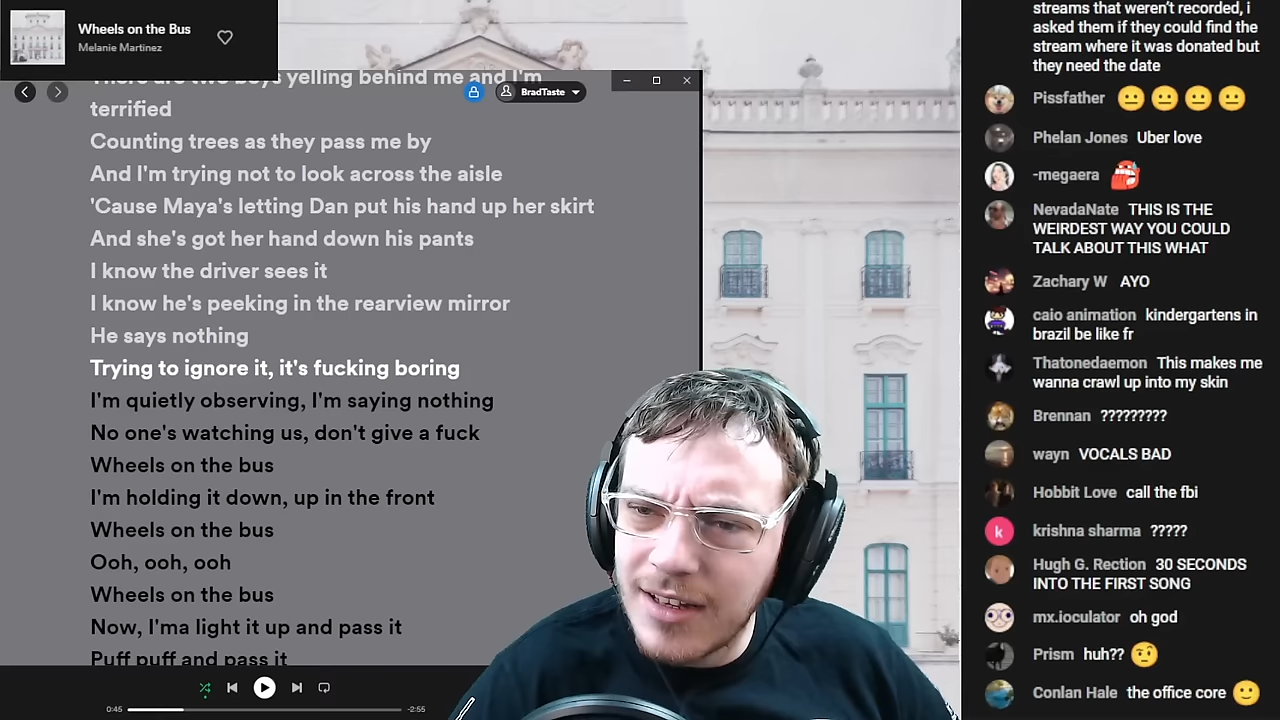 Wheels on the Bus
Melanie Martinez
BradTaste
There are two boys yelling behind me and I'm
terrified
Counting trees as they pass me by
And I'm trying not to look across the aisle
'Cause Maya's letting Dan put his hand up her skirt
And she's got her hand down his pants
I know the driver sees it
I know he's peeking in the rearview mirror
He says nothing
Trying to ignore it, it's fucking boring
I'm quietly observing, I'm saying nothing
No one's watching us, don't give a fuck
Wheels on the bus
I'm holding it down, up in the front
Wheels on the bus
Ooh, ooh, ooh
Wheels on the bus
Now, I'ma light it up and pass it
Puff puff and pass it
0:45
-2:55
streams that weren't recorded, i
asked them if they could find the
stream where it was donated but
they need the date
Pissfather
Phelan Jones Uber love
-megaera
NevadaNate THIS IS THE
WEIRDEST WAY YOU COULD
TALK ABOUT THIS WHAT
Zachary W AYO
caio animation kindergartens in
brazil be like fr
Thatonedaemon This makes me
wanna crawl up into my skin
Brennan ?????????
wayn VOCALS BAD
Hobbit Love call the fbi
k
krishna sharma ?????
Hugh G. Rection 30 SECONDS
INTO THE FIRST SONG
mx.ioculator oh god
Prism huh??
Conlan Hale the office core